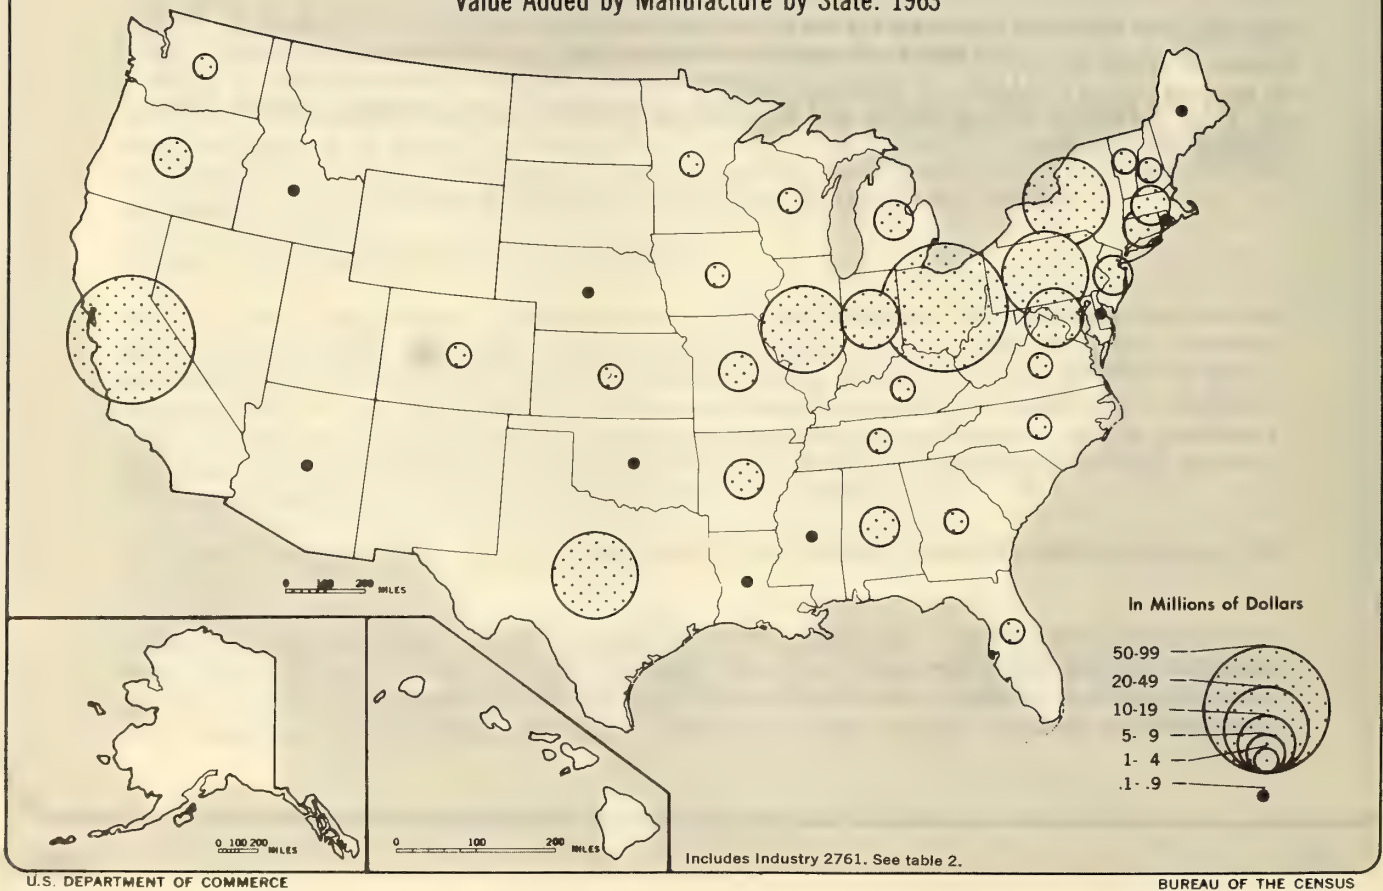 Value Added by Manufacture by State: 1963
0 100 200 MILES
In Millions of Dollars
50-99
20-49
10-19
5- 9
1- 4
.1- .9
0 100 200 MILES
0 100 200 MILES
Includes Industry 2761. See table 2.
U.S. DEPARTMENT OF COMMERCE
BUREAU OF THE CENSUS